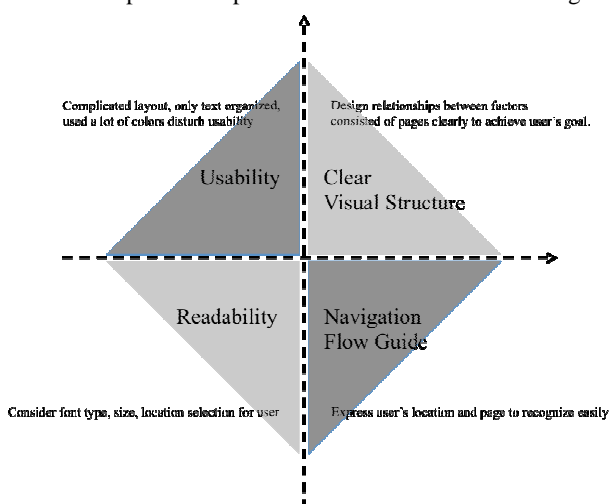 Complicated layout, only text organized,
used a lot of colors disturb usability
Design relationships between factors
consisted of pages clearly to achieve user's goal.
Usability
Clear
Visual Structure
Readability
Navigation
Flow Guide
Consider font type, size, location selection for user
Express user's location and page to recognize easily